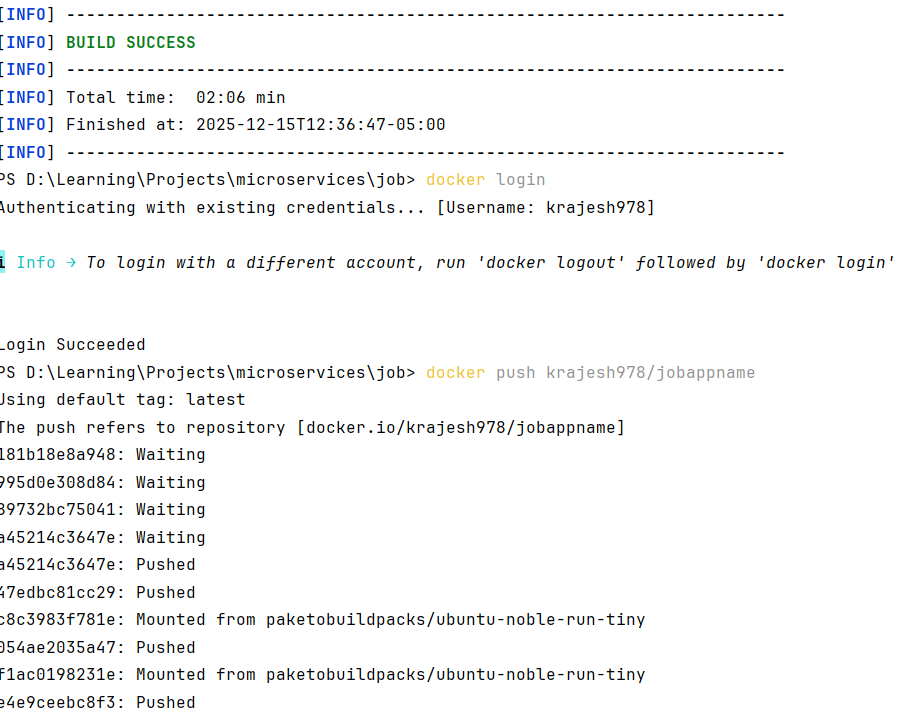 [INFO] ------------------------------------------------------------------------
[INFO] BUILD SUCCESS
[INFO] ------------------------------------------------------------------------
[INFO] Total time:  02:06 min
[INFO] Finished at: 2025-12-15T12:36:47-05:00
[INFO] ------------------------------------------------------------------------
PS D:\Learning\Projects\microservices\job> docker login
Authenticating with existing credentials... [Username: krajesh978]
i Info → To login with a different account, run 'docker logout' followed by 'docker login'
Login Succeeded
PS D:\Learning\Projects\microservices\job> docker push krajesh978/jobappname
Using default tag: latest
The push refers to repository [docker.io/krajesh978/jobappname]
181b18e8a948: Waiting
995d0e308d84: Waiting
89732bc75041: Waiting
a45214c3647e: Waiting
a45214c3647e: Pushed
47edbc81cc29: Pushed
c8c3983f781e: Mounted from paketobuildpacks/ubuntu-noble-run-tiny
054ae2035a47: Pushed
f1ac0198231e: Mounted from paketobuildpacks/ubuntu-noble-run-tiny
e4e9ceebc8f3: Pushed